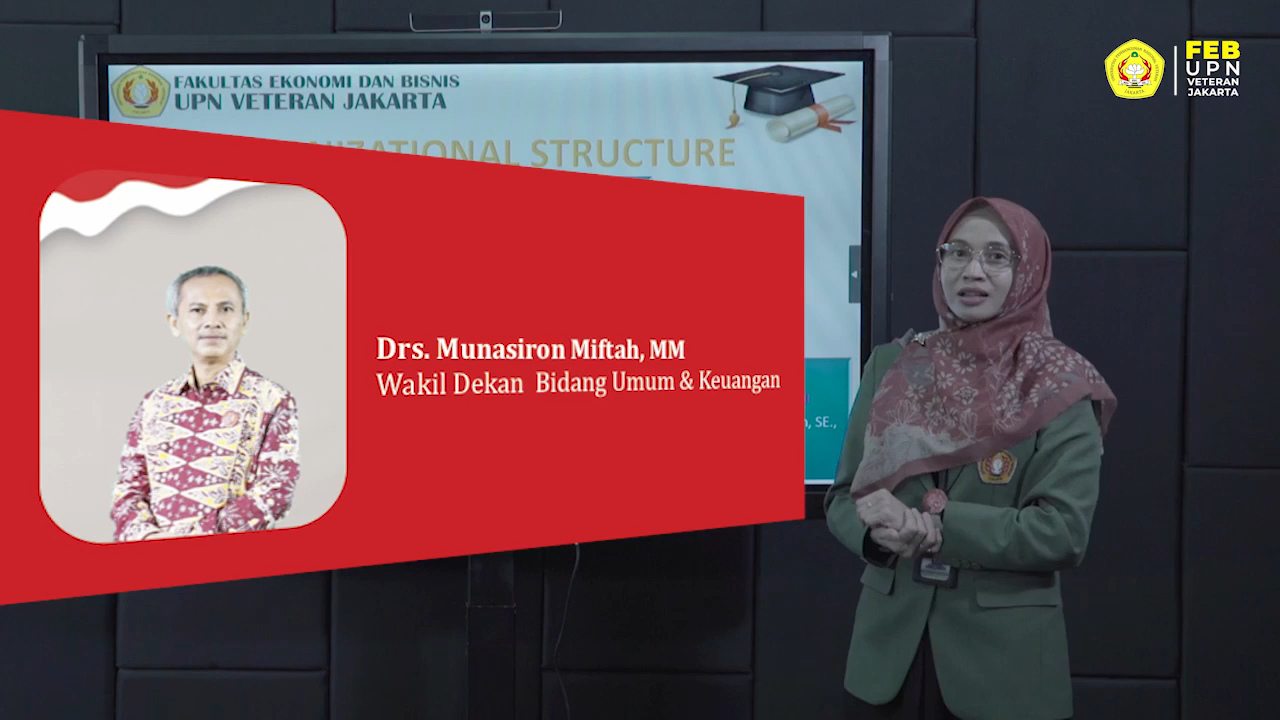 FAKULTAS EKONOMI DAN BISNIS
UPN VETERAN JAKARTA
NIZATIONAL STRUCTURE
FEB
UPN
VETERAN
JAKARTA
Drs. Munasiron Miftah, MM
Wakil Dekan Bidang Umum & Keuangan
, SE.,